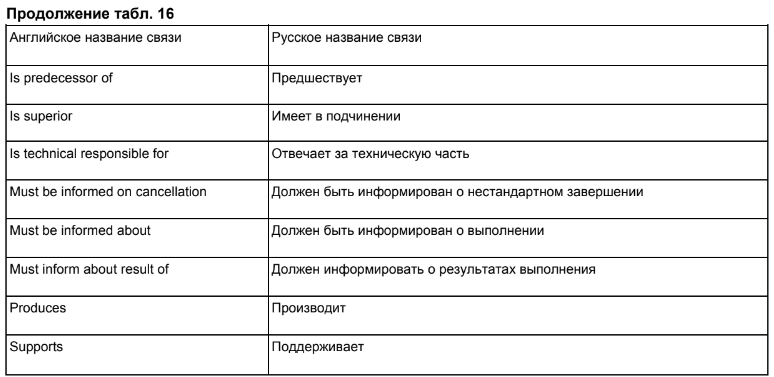 Продолжение табл. 16
Английское название связи Русское название связи
Is predecessor of Предшествует
Is superior Имеет в подчинении
Is technical responsible for Отвечает за техническую часть
Must be informed on cancellation Должен быть информирован о нестандартном завершении
Must be informed about Должен быть информирован о выполнении
Must inform about result of Должен информировать о результатах выполнения
Produces Производит
Supports Поддерживает